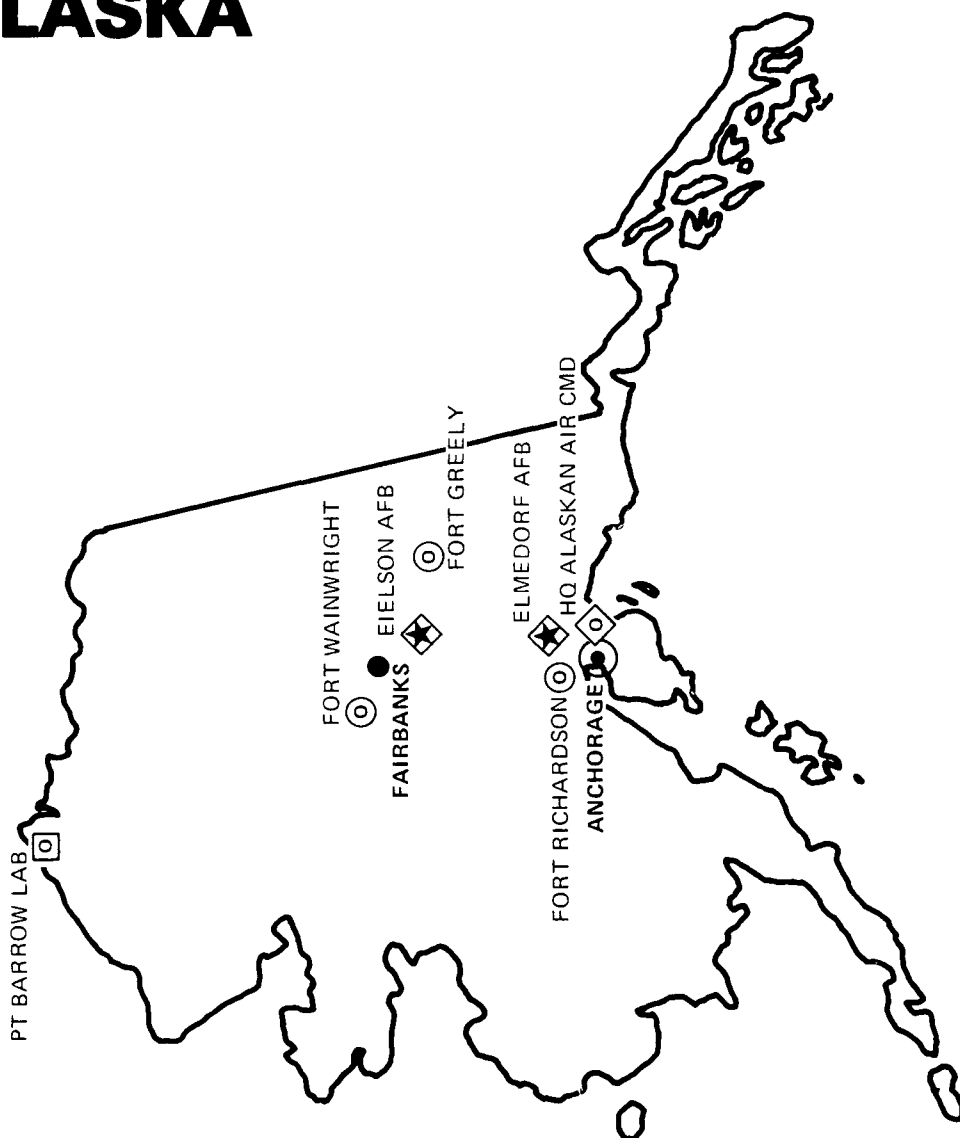 LASKA
PT BARROW LAB
FORT WAINWRIGHT
EIELSON AFB
FAIRBANKS
FORT GREELY
ELMEDORF AFB
HQ ALASKAN AIR CMD
FORT RICHARDSON
ANCHORAGE